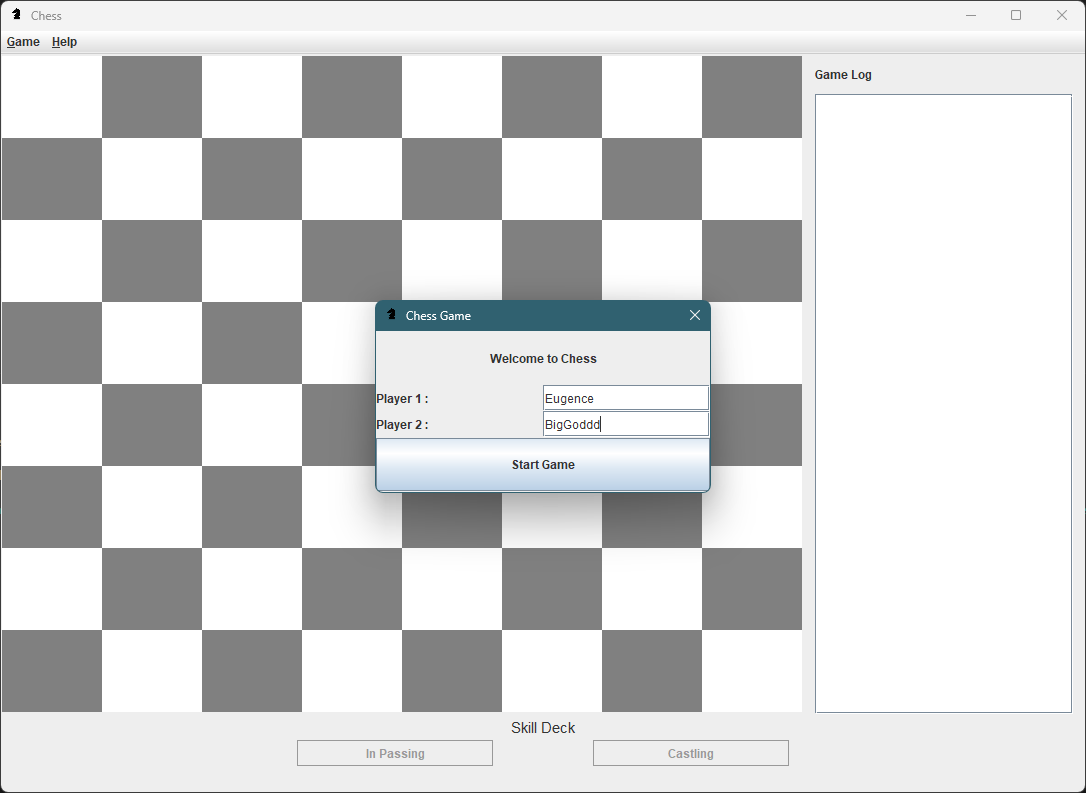 Chess
Game Help
Game Log
Chess Game
Welcome to Chess
Player 1 : Eugence
Player 2 : BigGoddd
Start Game
Skill Deck
In Passing Castling